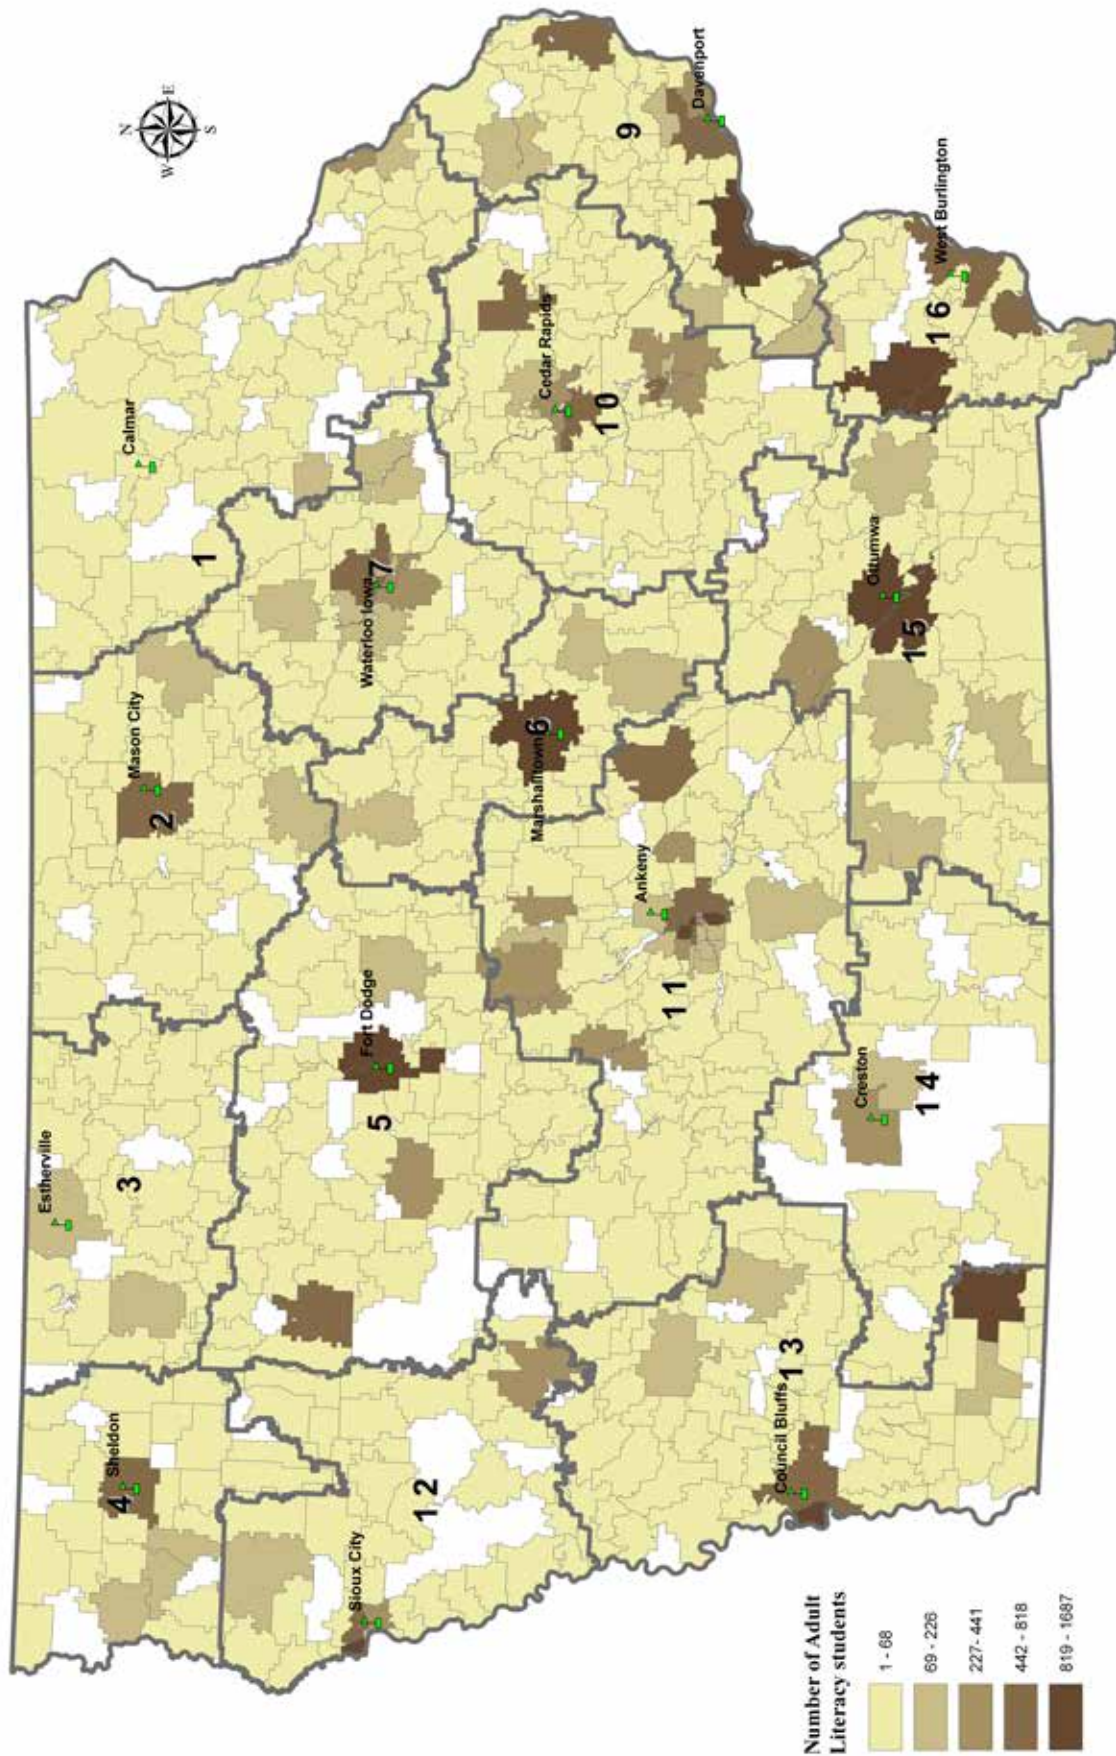 N
W
E
S
Estherville
3
Mason City
2
Calmar
1
Sheldon
4
Fort Dodge
5
Waterloo Iowa
7
Sioux City
12
Marshalltown
6
Cedar Rapids
10
9
Davenport
Ankeny
11
Council Bluffs
13
Creston
14
Ottumwa
15
West Burlington
16
Number of Adult
Literacy students
1 - 68
69 - 226
227- 441
442 - 818
819 - 1687